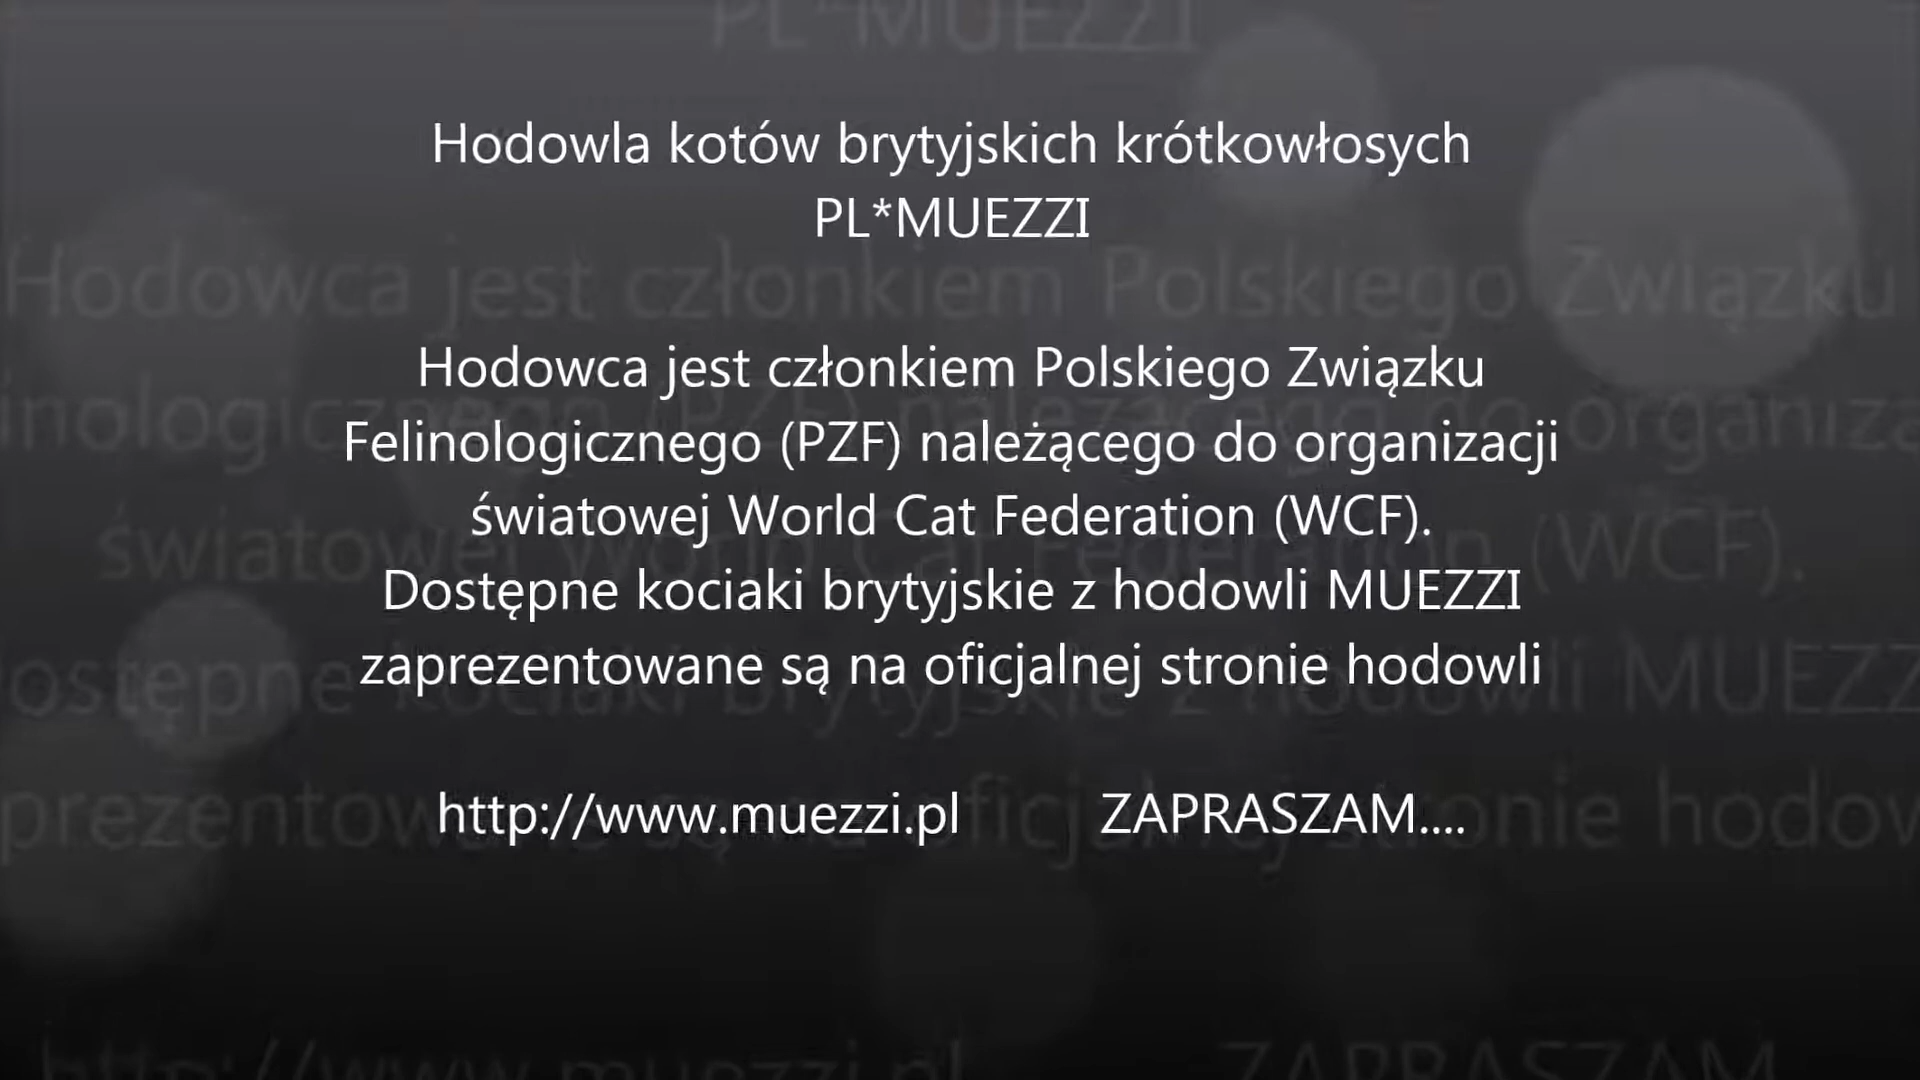 Hodowla kotów brytyjskich krótkowłosych
PL*MUEZZI
Hodowca jest członkiem Polskiego Związku
Felinologicznego (PZF) należącego do organizacji
światowej World Cat Federation (WCF).
Dostępne kociaki brytyjskie z hodowli MUEZZI
zaprezentowane są na oficjalnej stronie hodowli
http://www.muezzi.pl ZAPRASZAM....